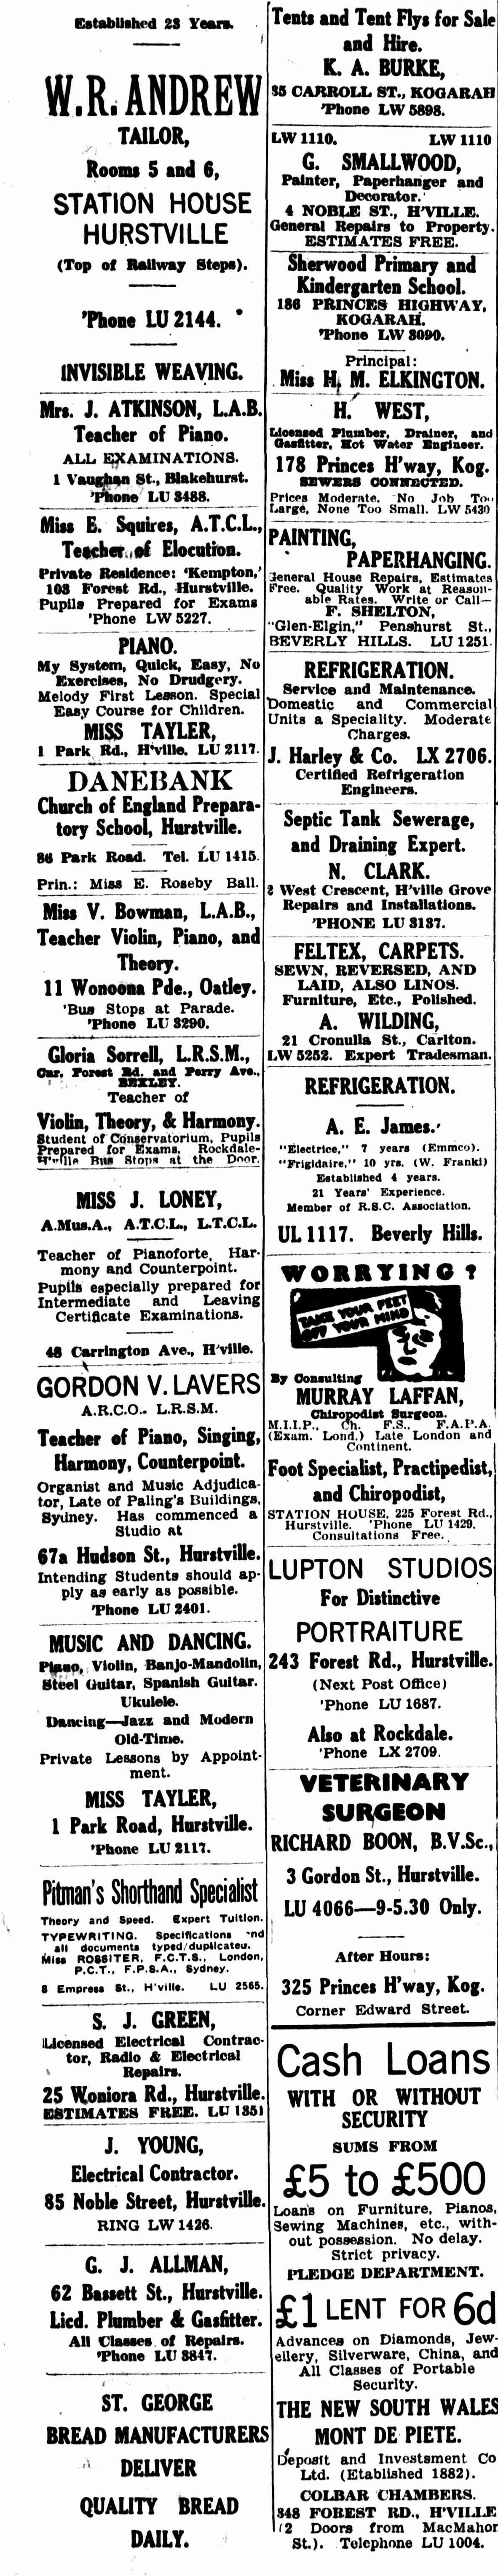 Established 23 Years.
W. R. ANDREW
TAILOR,
Rooms 5 and 6,
STATION HOUSE
HURSTVILLE
(Top of Railway Steps).
'Phone LU 2144.
INVISIBLE WEAVING.
Mrs. J. ATKINSON, L.A.B.
Teacher of Piano.
ALL EXAMINATIONS.
1 Vaughan St., Blakehurst.
'Phone LU 3488.
Miss E. Squires, A.T.C.L.,
Teacher of Elocution.
Private Residence: 'Kempton,'
103 Forest Rd., Hurstville.
Pupils Prepared for Exams
'Phone LW 5227.
PIANO.
My System, Quick, Easy, No
Exercises, No Drudgery.
Melody First Lesson. Special
Easy Course for Children.
MISS TAYLER,
1 Park Rd., H'ville. LU 2117.
DANEBANK
Church of England Prepara-
tory School, Hurstville.
86 Park Road. Tel. LU 1415.
Prin.: Miss E. Roseby Ball.
Miss V. Bowman, L.A.B.,
Teacher Violin, Piano, and
Theory.
11 Wonoona Pde., Oatley.
'Bus Stops at Parade.
'Phone LU 3290.
Gloria Sorrell, L.R.S.M.,
Cnr. Forest Rd. and Perry Ave.,
BEXLEY.
Teacher of
Violin, Theory, & Harmony.
Student of Conservatorium. Pupils
Prepared for Exams. Rockdale-
H'ville Bus Stops at the Door.
MISS J. LONEY,
A.Mus.A., A.T.C.L., L.T.C.L.
Teacher of Pianoforte, Har-
mony and Counterpoint.
Pupils especially prepared for
Intermediate and Leaving
Certificate Examinations.
48 Carrington Ave., H'ville.
GORDON V. LAVERS
A.R.C.O., L.R.S.M.
Teacher of Piano, Singing,
Harmony, Counterpoint.
Organist and Music Adjudica-
tor, Late of Paling's Buildings,
Sydney. Has commenced a
Studio at
67a Hudson St., Hurstville.
Intending Students should ap-
ply as early as possible.
'Phone LU 2401.
MUSIC AND DANCING.
Piano, Violin, Banjo-Mandolin,
Steel Guitar, Spanish Guitar.
Ukulele.
Dancing—Jazz and Modern
Old-Time.
Private Lessons by Appoint-
ment.
MISS TAYLER,
1 Park Road, Hurstville.
'Phone LU 2117.
Pitman's Shorthand Specialist
Theory and Speed. Expert Tuition.
TYPEWRITING. Specifications and
all documents typed/duplicated.
Miss ROSSITER, F.C.T.S., London,
P.C.T., F.P.S.A., Sydney.
8 Empress St., H'ville. LU 2565.
S. J. GREEN,
Licensed Electrical Contrac-
tor, Radio & Electrical
Repairs.
25 Woniora Rd., Hurstville.
ESTIMATES FREE. LU 1351
J. YOUNG,
Electrical Contractor.
85 Noble Street, Hurstville.
RING LW 1426.
G. J. ALLMAN,
62 Bassett St., Hurstville.
Licd. Plumber & Gasfitter.
All Classes of Repairs.
'Phone LU 3847.
ST. GEORGE
BREAD MANUFACTURERS
DELIVER
QUALITY BREAD
DAILY.
Tents and Tent Flys for Sale
and Hire.
K. A. BURKE,
35 CARROLL ST., KOGARAH
'Phone LW 5898.
LW 1110. LW 1110
G. SMALLWOOD,
Painter, Paperhanger and
Decorator.
4 NOBLE ST., H'VILLE.
General Repairs to Property.
ESTIMATES FREE.
Sherwood Primary and
Kindergarten School.
186 PRINCES HIGHWAY,
KOGARAH.
'Phone LW 3090.
Principal:
Miss H. M. ELKINGTON.
H. WEST,
Licensed Plumber, Drainer, and
Gasfitter, Hot Water Engineer.
178 Princes H'way, Kog.
SEWERS CONNECTED.
Prices Moderate. No Job Too
Large, None Too Small. LW 5430
PAINTING,
PAPERHANGING.
General House Repairs, Estimates
Free. Quality Work at Reason-
able Rates. Write or Call—
F. SHELTON,
"Glen-Elgin," Penshurst St.,
BEVERLY HILLS. LU 1251.
REFRIGERATION.
Service and Maintenance.
Domestic and Commercial
Units a Speciality. Moderate
Charges.
J. Harley & Co. LX 2706.
Certified Refrigeration
Engineers.
Septic Tank Sewerage,
and Draining Expert.
N. CLARK.
2 West Crescent, H'ville Grove
Repairs and Installations.
'PHONE LU 3137.
FELTEX, CARPETS.
SEWN, REVERSED, AND
LAID, ALSO LINOS.
Furniture, Etc., Polished.
A. WILDING,
21 Cronulla St., Carlton.
LW 5252. Expert Tradesman.
REFRIGERATION.
A. E. James.
"Electrice," 7 years (Emmco).
"Frigidaire," 10 yrs. (W. Frankl)
Established 4 years.
21 Years' Experience.
Member of R.S.C. Association.
UL 1117. Beverly Hills.
WORRYING?
TAKE YOUR FEET
OFF YOUR MIND
By Consulting
MURRAY LAFFAN,
Chiropodist Surgeon.
M.I.I.P., Ch. F.S., F.A.P.A.
(Exam. Lond.) Late London and
Continent.
Foot Specialist, Practipedist,
and Chiropodist,
STATION HOUSE, 225 Forest Rd.,
Hurstville. 'Phone LU 1429.
Consultations Free.
LUPTON STUDIOS
For Distinctive
PORTRAITURE
243 Forest Rd., Hurstville.
(Next Post Office)
'Phone LU 1687.
Also at Rockdale.
'Phone LX 2709.
VETERINARY
SURGEON
RICHARD BOON, B.V.Sc.,
3 Gordon St., Hurstville.
LU 4066—9-5.30 Only.
After Hours:
325 Princes H'way, Kog.
Corner Edward Street.
Cash Loans
WITH OR WITHOUT
SECURITY
SUMS FROM
£5 to £500
Loans on Furniture, Pianos,
Sewing Machines, etc., with-
out possession. No delay.
Strict privacy.
PLEDGE DEPARTMENT.
£1 LENT FOR 6d
Advances on Diamonds, Jew-
ellery, Silverware, China, and
All Classes of Portable
Security.
THE NEW SOUTH WALES
MONT DE PIETE.
Deposit and Investment Co
Ltd. (Etablished 1882).
COLBAR CHAMBERS.
348 FOREST RD., H'VILLE
(2 Doors from MacMahon
St.). Telephone LU 1004.